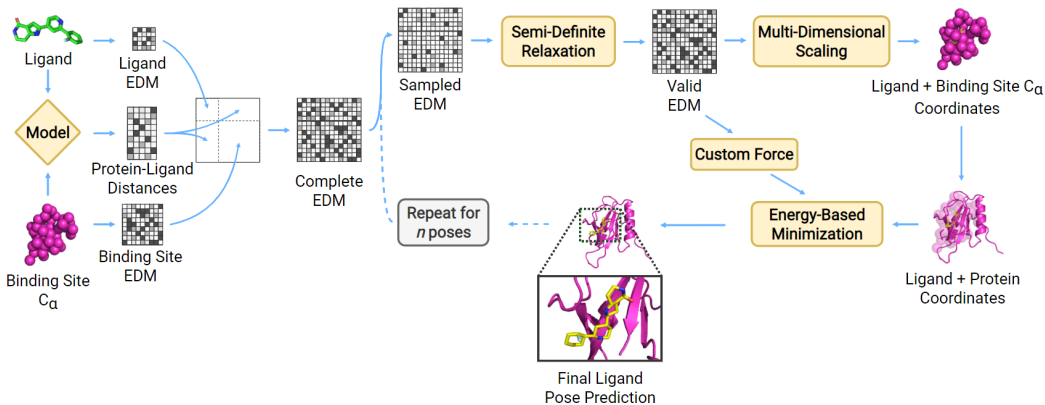 Ligand
Ligand
EDM
Model
Protein-Ligand
Distances
Binding Site
Cα
Binding Site
EDM
Complete
EDM
Sampled
EDM
Semi-Definite
Relaxation
Valid
EDM
Multi-Dimensional
Scaling
Ligand + Binding Site Cα
Coordinates
Custom Force
Repeat for
n poses
Energy-Based
Minimization
Ligand + Protein
Coordinates
Final Ligand
Pose Prediction